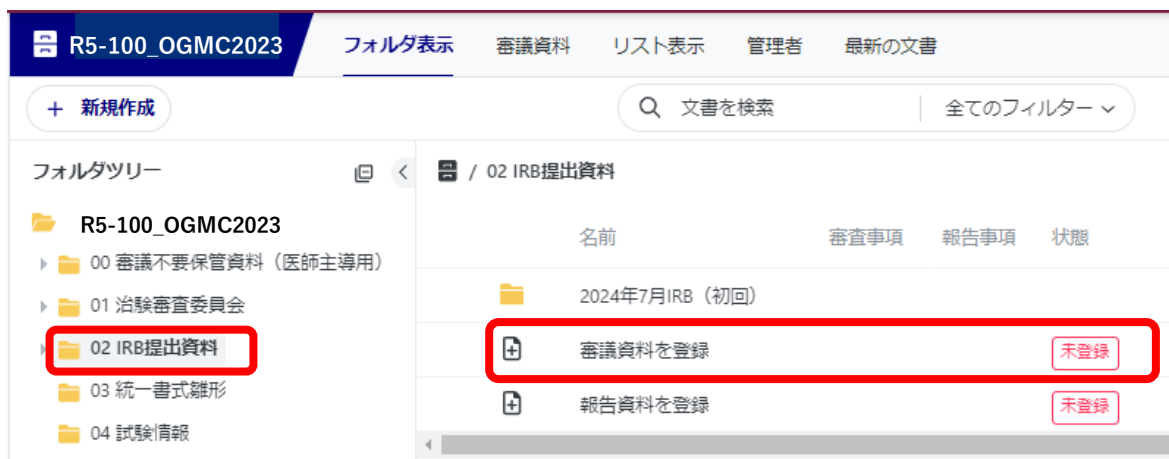 R5-100_OGMC2023 フォルダ表示 審議資料 リスト表示 管理者 最新の文書
+ 新規作成 文書を検索 全てのフィルター
フォルダツリー / 02 IRB提出資料
R5-100_OGMC2023 名前 審査事項 報告事項 状態
00 審議不要保管資料（医師主導用）
01 治験審査委員会 2024年7月IRB（初回）
02 IRB提出資料 審議資料を登録 未登録
03 統一書式雛形 報告資料を登録 未登録
04 試験情報